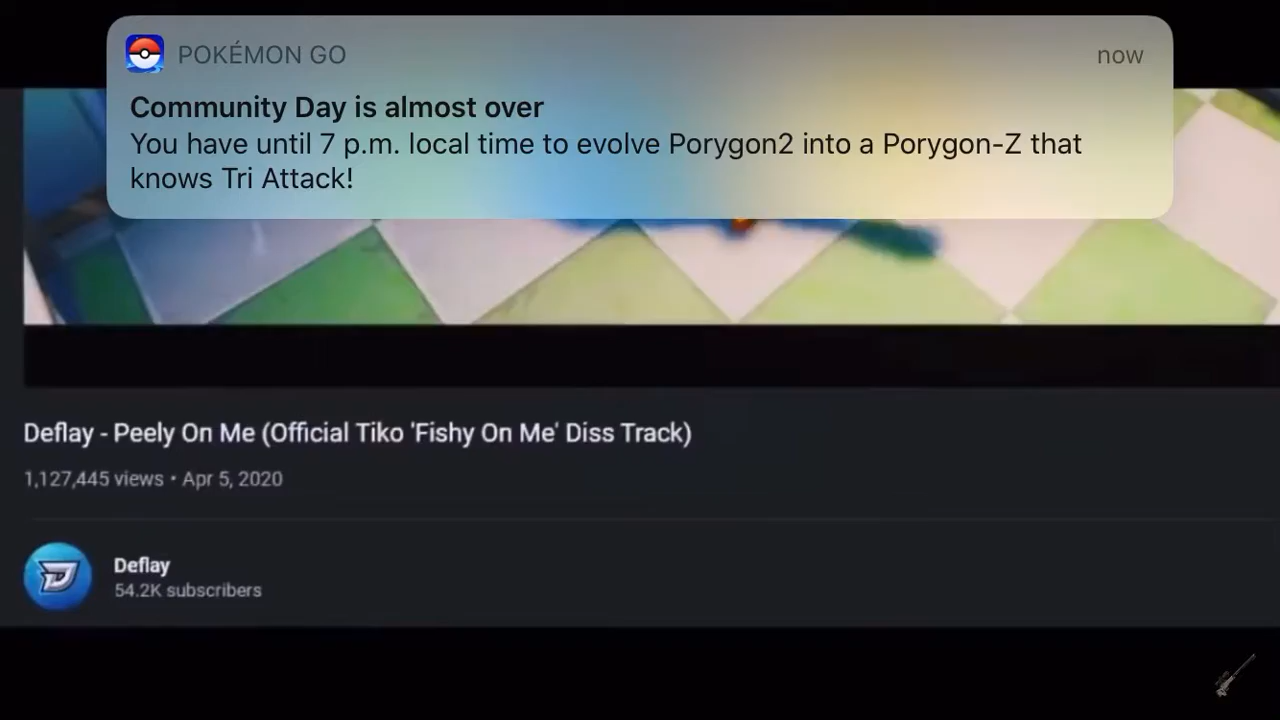 POKÉMON GO
now
Community Day is almost over
You have until 7 p.m. local time to evolve Porygon2 into a Porygon-Z that
knows Tri Attack!
Deflay - Peely On Me (Official Tiko 'Fishy On Me' Diss Track)
1,127,445 views • Apr 5, 2020
Deflay
54.2K subscribers